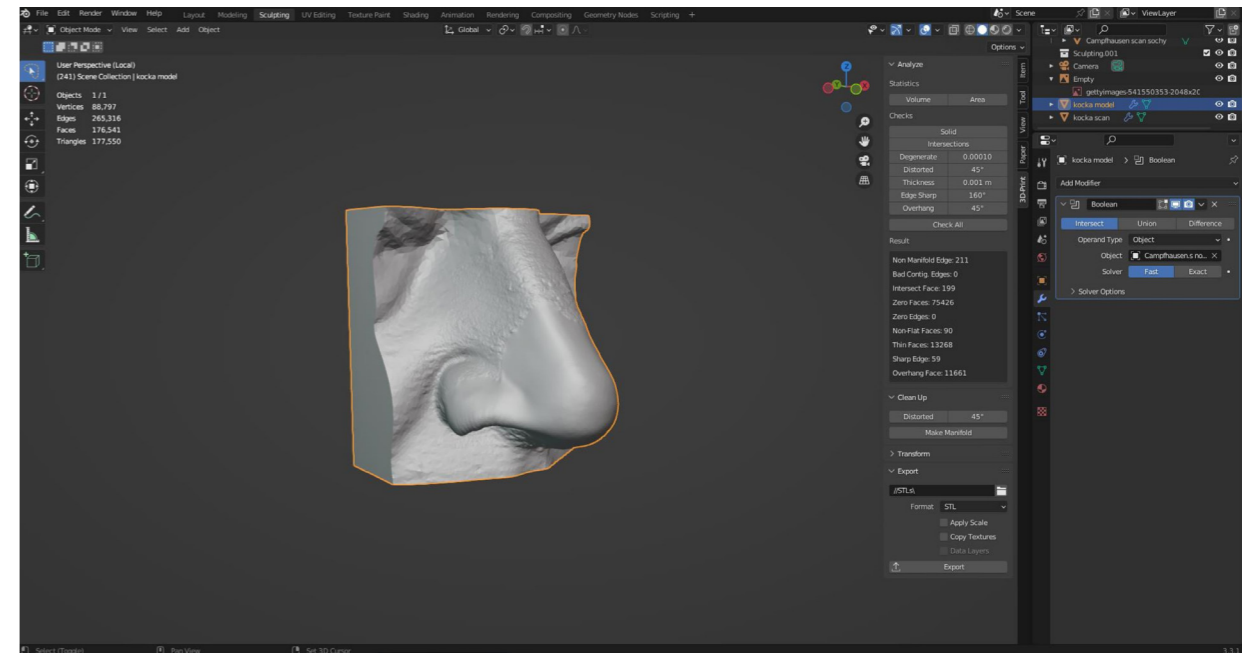 File Edit Render Window Help Layout Modeling Sculpting UV Editing Texture Paint Shading Animation Rendering Compositing Geometry Nodes Scripting + Scene ViewLayer
Object Mode View Select Add Object Global
Options
User Perspective (Local)
(241) Scene Collection | kocka model
Objects 1/1
Vertices 88,797
Edges 265,316
Faces 176,541
Triangles 177,550
Z
Y
X
Analyze
Statistics
Volume Area
Checks
Solid
Intersections
Degenerate 0.00010
Distorted 45°
Thickness 0.001 m
Edge Sharp 160°
Overhang 45°
Check All
Result
Non Manifold Edge: 211
Bad Contig. Edges: 0
Intersect Face: 199
Zero Faces: 75426
Zero Edges: 0
Non-Flat Faces: 90
Thin Faces: 13268
Sharp Edge: 59
Overhang Face: 11661
Clean Up
Distorted 45°
Make Manifold
Transform
Export
//STLs\
Format STL
Apply Scale
Copy Textures
Data Layers
Export
Item
Tool
View
Paper
3D-Print
Campfhausen scan sochy
Sculpting.001
Camera
Empty
gettyimages-541550353-2048x2
kocka model
kocka scan
kocka model > Boolean
Add Modifier
Boolean
Intersect Union Difference
Operand Type Object
Object Campfhausen.s no..
Solver Fast Exact
Solver Options
Select (Toggle) Pan View Set 3D Cursor 3.3.1